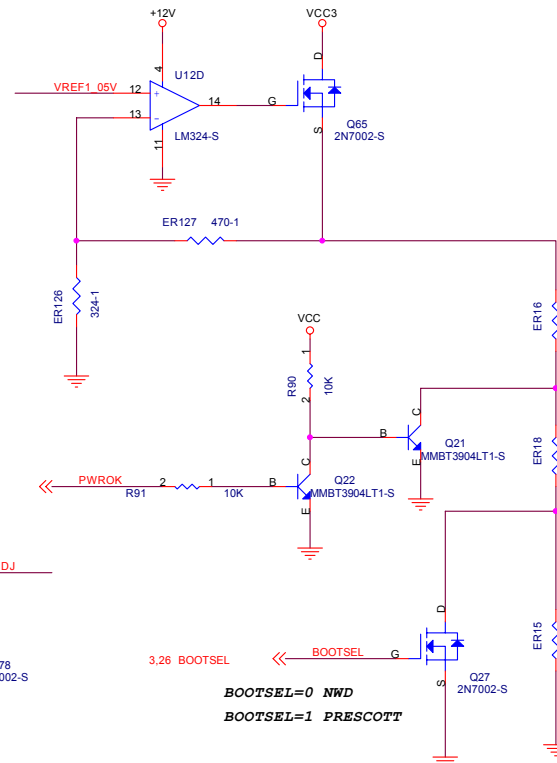 +12V
VCC3
4
U12D
D
VREF1_05V
12
+
14
G
13
-
LM324-S
S
Q65
2N7002-S
11
ER127 470-1
ER126
324-1
ER16
VCC
1
R90
10K
2
C
B
Q21
MMBT3904LT1-S
E
ER18
C
PWROK
2
1
B
Q22
MMBT3904LT1-S
R91
10K
E
DJ
D
ER15
78
002-S
3,26 BOOTSEL
BOOTSEL
G
S
Q27
2N7002-S
BOOTSEL=0 NWD
BOOTSEL=1 PRESCOTT